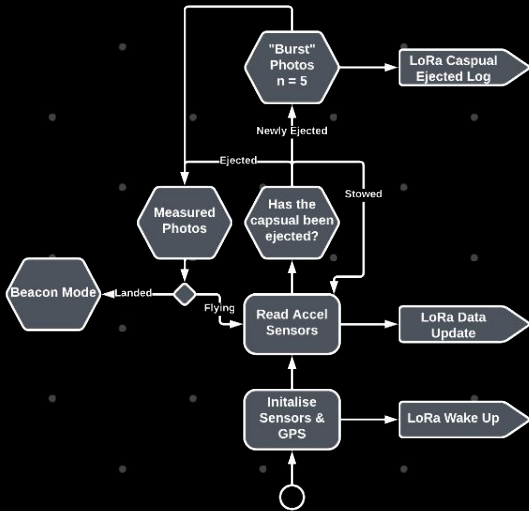 "Burst"
Photos
n = 5
LoRa Caspual
Ejected Log
Newly Ejected
Ejected
Stowed
Measured
Photos
Has the
capsual been
ejected?
Beacon Mode
Landed
Flying
Read Accel
Sensors
LoRa Data
Update
Initalise
Sensors &
GPS
LoRa Wake Up